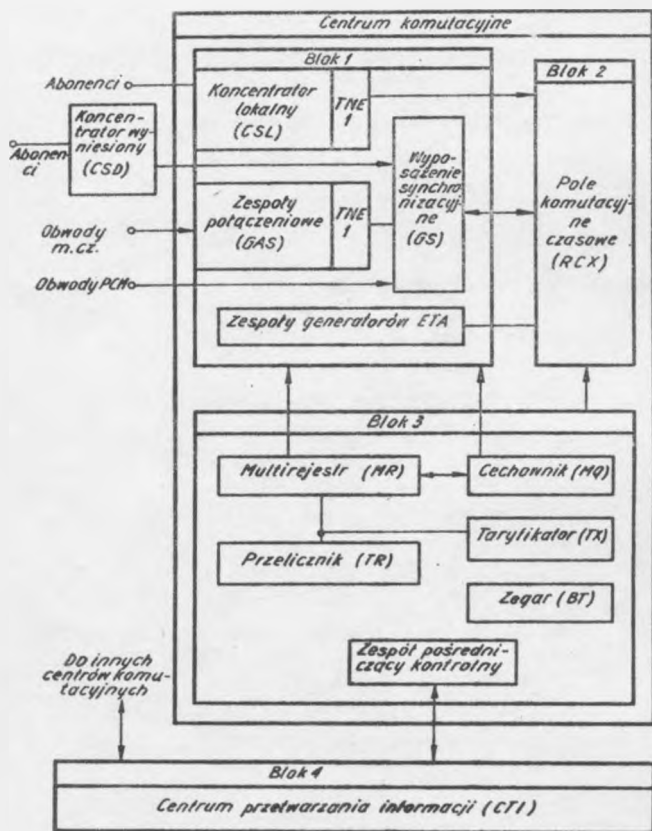 Centrum komutacyjne
Blok 1
Blok 2
Abonenci
Koncentrator
lokalny
(CSL)
TNE
1
Koncen-
trator wy-
niesiony
(CSD)
Abonen-
ci
Wypo-
sażenie
synchro-
nizacyj-
ne
(GS)
Pole
komutacyj-
ne
czasowe
(RCX)
Zespoły
połączeniowe
(GAS)
TNE
1
Obwody
m.cz.
Obwody PCM
Zespoły generatorów ETA
Blok 3
Multirejestr (MR)
Cechownik (MQ)
Taryfikator (TX)
Przelicznik (TR)
Zegar (BT)
Zespół pośredni-
czący kontrolny
Do innych
centrów komu-
tacyjnych
Blok 4
Centrum przetwarzania informacji (CTI)